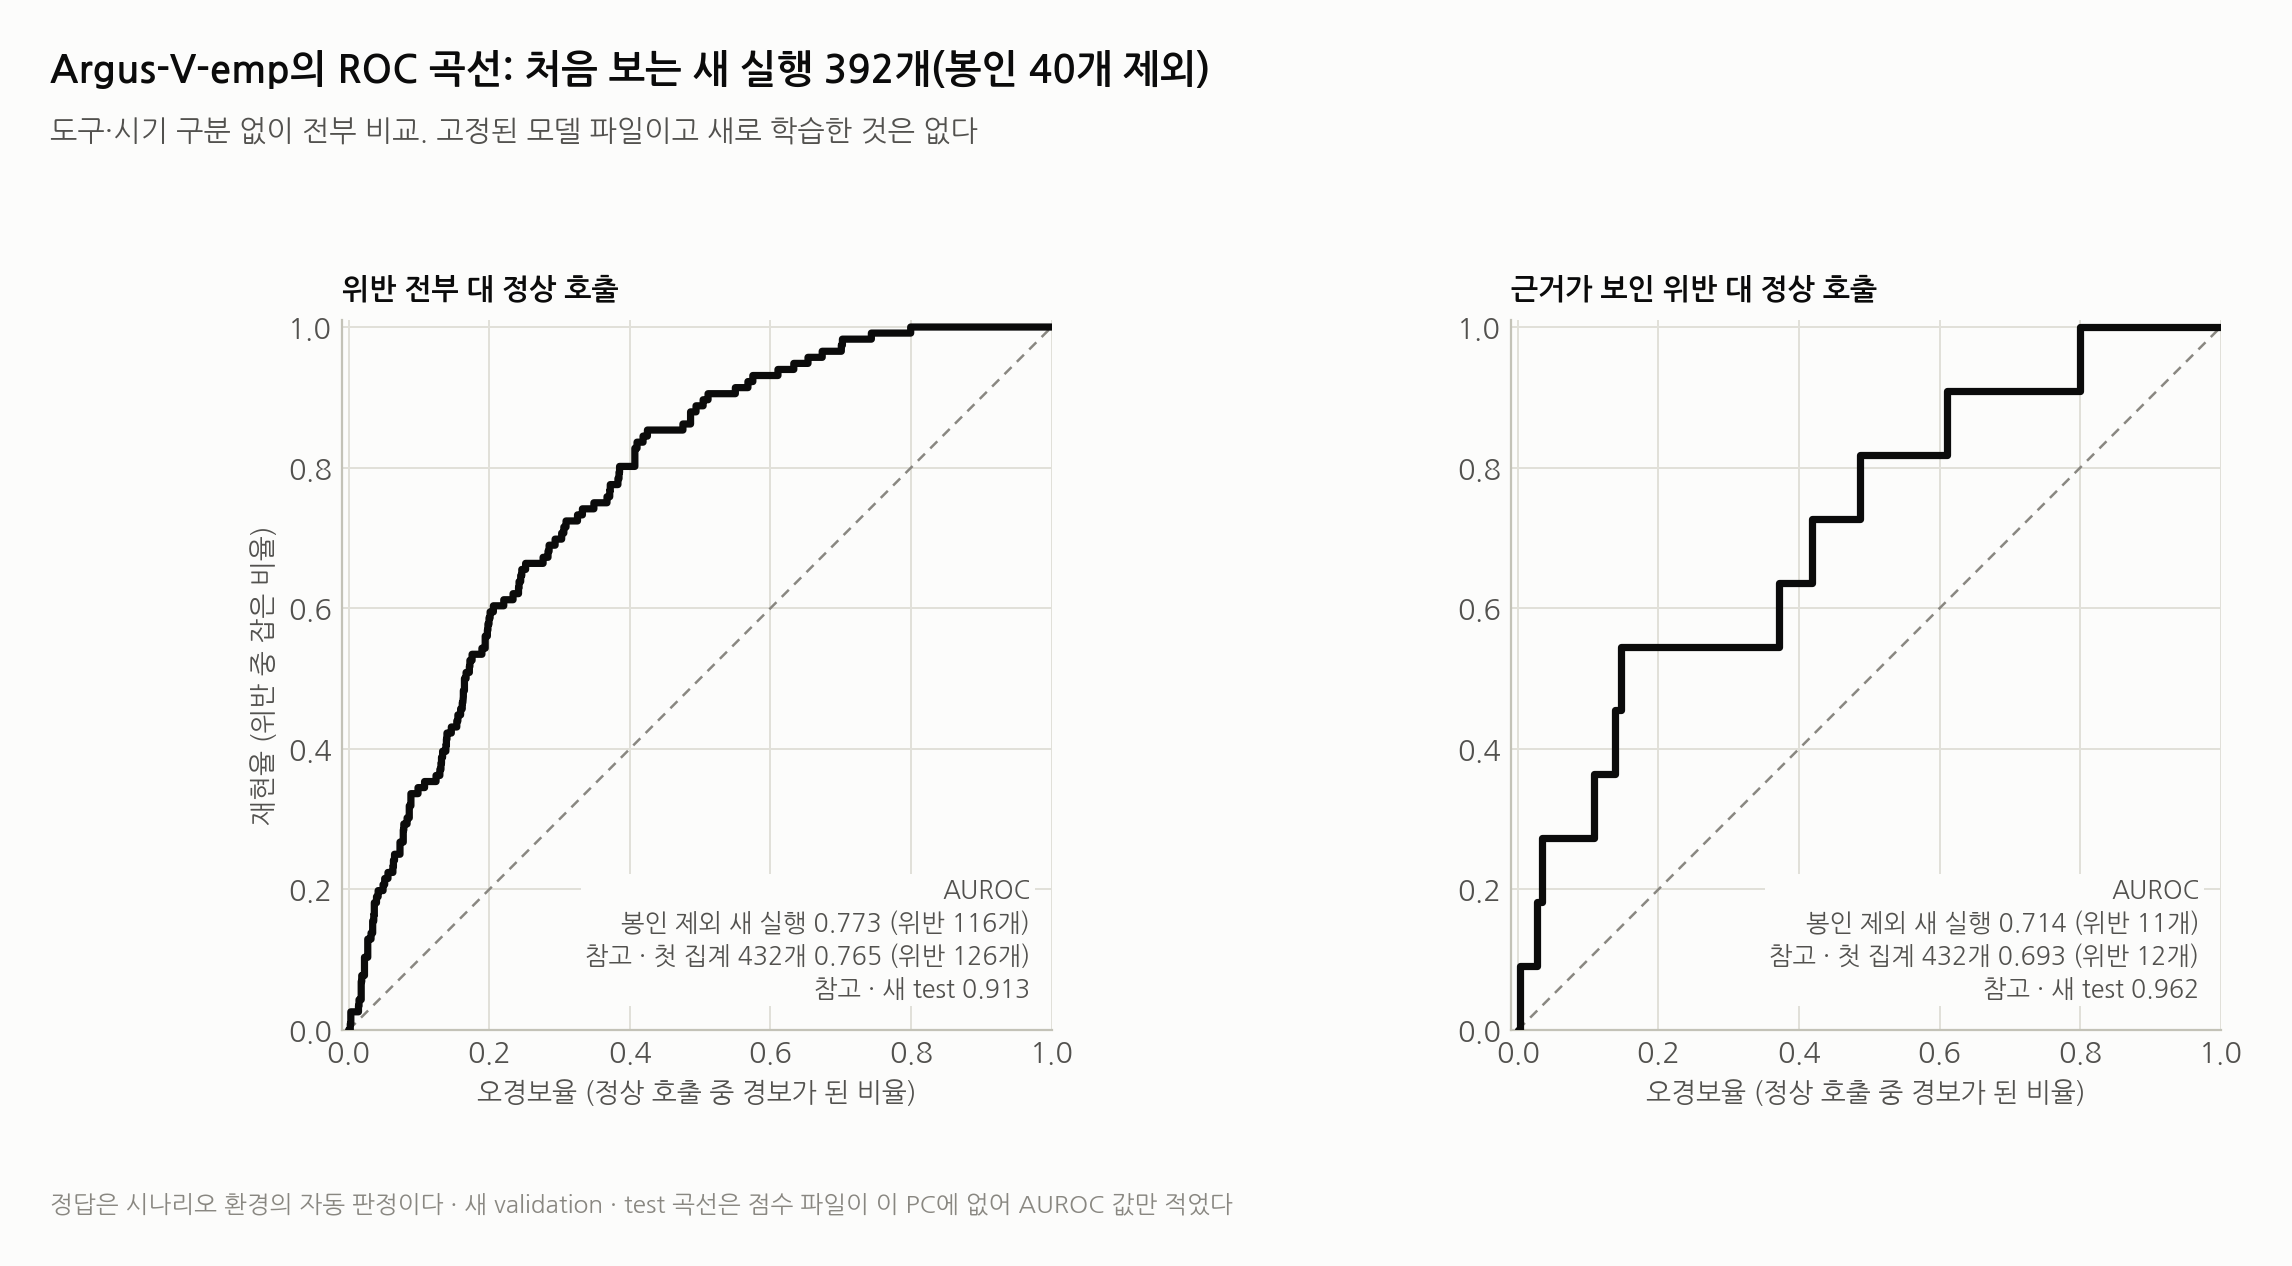 Argus-V-emp의 ROC 곡선: 처음 보는 새 실행 392개(봉인 40개 제외)
도구·시기 구분 없이 전부 비교. 고정된 모델 파일이고 새로 학습한 것은 없다
위반 전부 대 정상 호출
1.0
0.8
0.6
0.4
0.2
0.0
재현율 (위반 중 잡은 비율)
AUROC
봉인 제외 새 실행 0.773 (위반 116개)
참고 · 첫 집계 432개 0.765 (위반 126개)
참고 · 새 test 0.913
0.0 0.2 0.4 0.6 0.8 1.0
오경보율 (정상 호출 중 경보가 된 비율)
근거가 보인 위반 대 정상 호출
1.0
0.8
0.6
0.4
0.2
0.0
AUROC
봉인 제외 새 실행 0.714 (위반 11개)
참고 · 첫 집계 432개 0.693 (위반 12개)
참고 · 새 test 0.962
0.0 0.2 0.4 0.6 0.8 1.0
오경보율 (정상 호출 중 경보가 된 비율)
정답은 시나리오 환경의 자동 판정이다 · 새 validation · test 곡선은 점수 파일이 이 PC에 없어 AUROC 값만 적었다